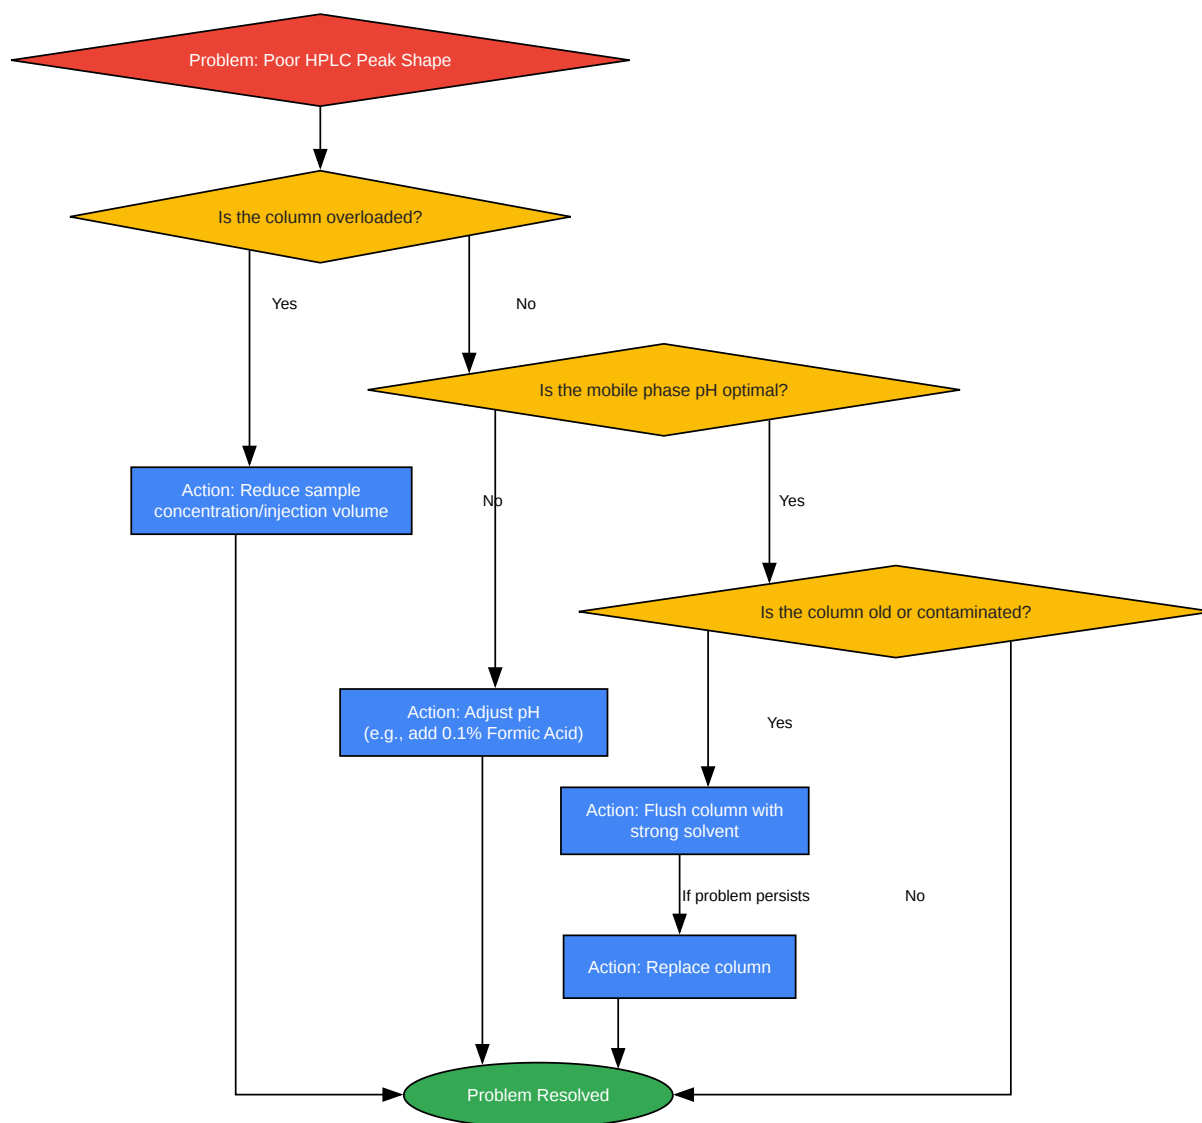 Problem: Poor HPLC Peak Shape
Is the column overloaded?
Yes
No
Is the mobile phase pH optimal?
Action: Reduce sample
concentration/injection volume
No
Yes
Is the column old or contaminated?
Action: Adjust pH
(e.g., add 0.1% Formic Acid)
Yes
Action: Flush column with
strong solvent
If problem persists
No
Action: Replace column
Problem Resolved